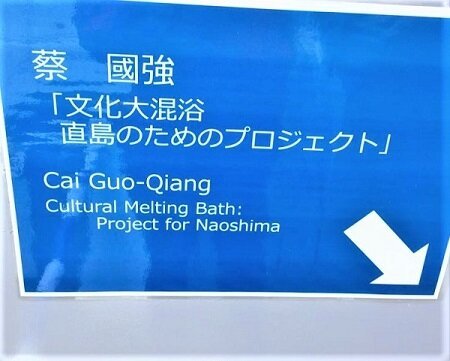 蔡 國強
「文化大混浴
直島のためのプロジェクト」
Cai Guo-Qiang
Cultural Melting Bath:
Project for Naoshima